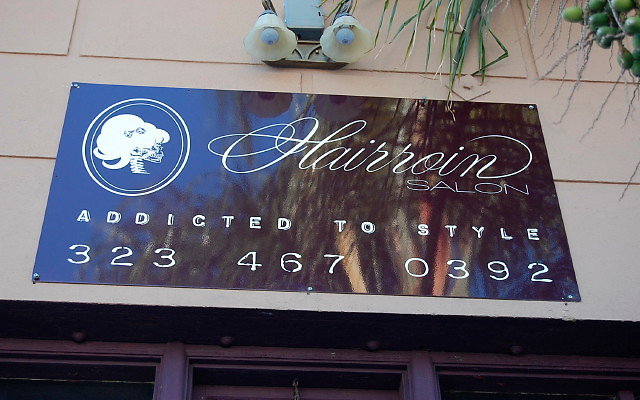 Hairroin
SALON
ADDICTED TO STYLE
323 467 0392